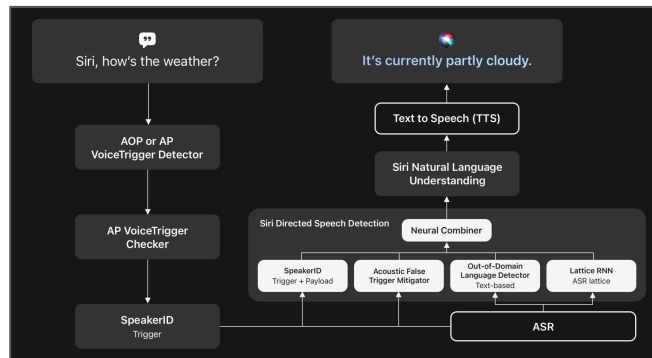 Siri, how's the weather?
It's currently partly cloudy.
AOP or AP
VoiceTrigger Detector
AP VoiceTrigger
Checker
SpeakerID
Trigger
Text to Speech (TTS)
Siri Natural Language
Understanding
Siri Directed Speech Detection
Neural Combiner
SpeakerID
Trigger + Payload
Acoustic False
Trigger Mitigator
Out-of-Domain
Language Detector
Text-based
Lattice RNN
ASR lattice
ASR